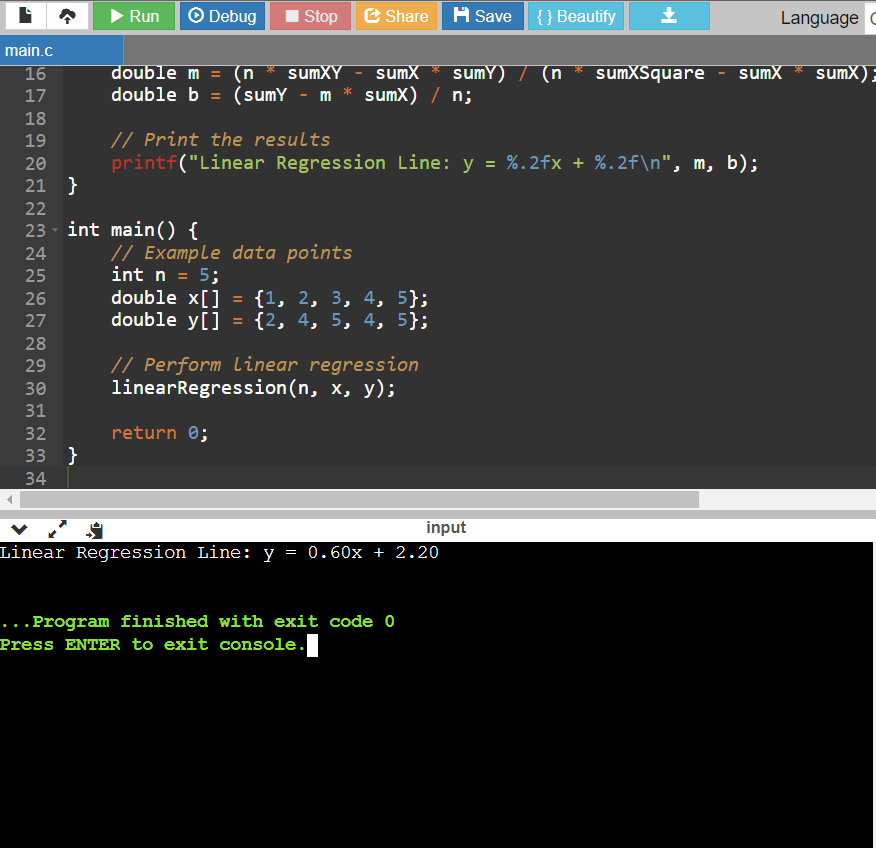 Run Debug Stop Share Save { } Beautify Language
main.c
16 double m = (n * sumXY - sumX * sumY) / (n * sumXSquare - sumX * sumX);
17 double b = (sumY - m * sumX) / n;
18
19 // Print the results
20 printf("Linear Regression Line: y = %.2fx + %.2f\n", m, b);
21 }
22
23 int main() {
24 // Example data points
25 int n = 5;
26 double x[] = {1, 2, 3, 4, 5};
27 double y[] = {2, 4, 5, 4, 5};
28
29 // Perform linear regression
30 linearRegression(n, x, y);
31
32 return 0;
33 }
34
input
Linear Regression Line: y = 0.60x + 2.20
...Program finished with exit code 0
Press ENTER to exit console.